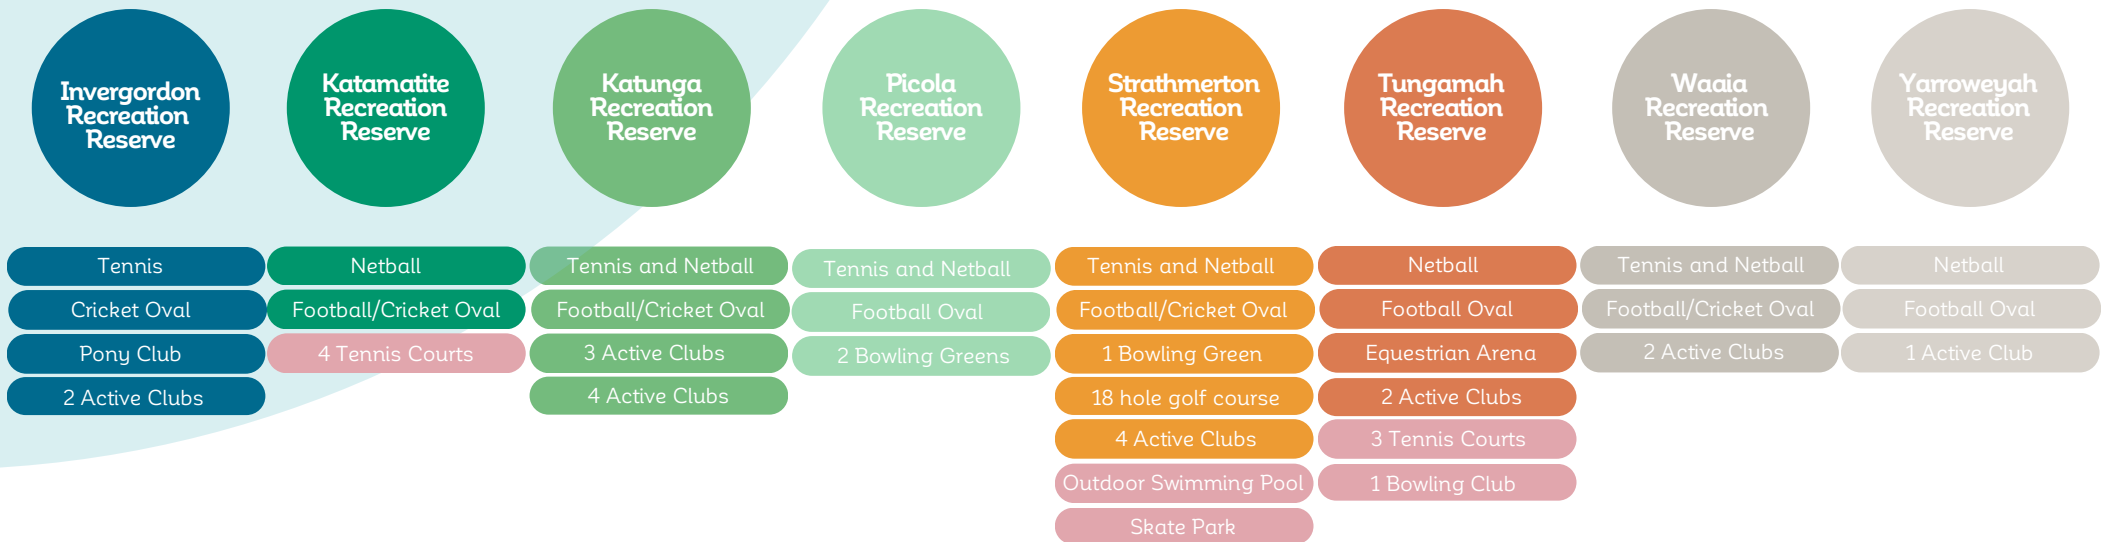 Invergordon
Recreation
Reserve
Katamatite
Recreation
Reserve
Katunga
Recreation
Reserve
Picola
Recreation
Reserve
Strathmerton
Recreation
Reserve
Tungamah
Recreation
Reserve
Waaia
Recreation
Reserve
Yarroweyah
Recreation
Reserve
Tennis
Cricket Oval
Pony Club
2 Active Clubs
Netball
Football/Cricket Oval
4 Tennis Courts
Tennis and Netball
Football/Cricket Oval
3 Active Clubs
4 Active Clubs
Tennis and Netball
Football Oval
2 Bowling Greens
Tennis and Netball
Football/Cricket Oval
1 Bowling Green
18 hole golf course
4 Active Clubs
Outdoor Swimming Pool
Skate Park
Netball
Football Oval
Equestrian Arena
2 Active Clubs
3 Tennis Courts
1 Bowling Club
Tennis and Netball
Football/Cricket Oval
2 Active Clubs
Netball
Football Oval
1 Active Club